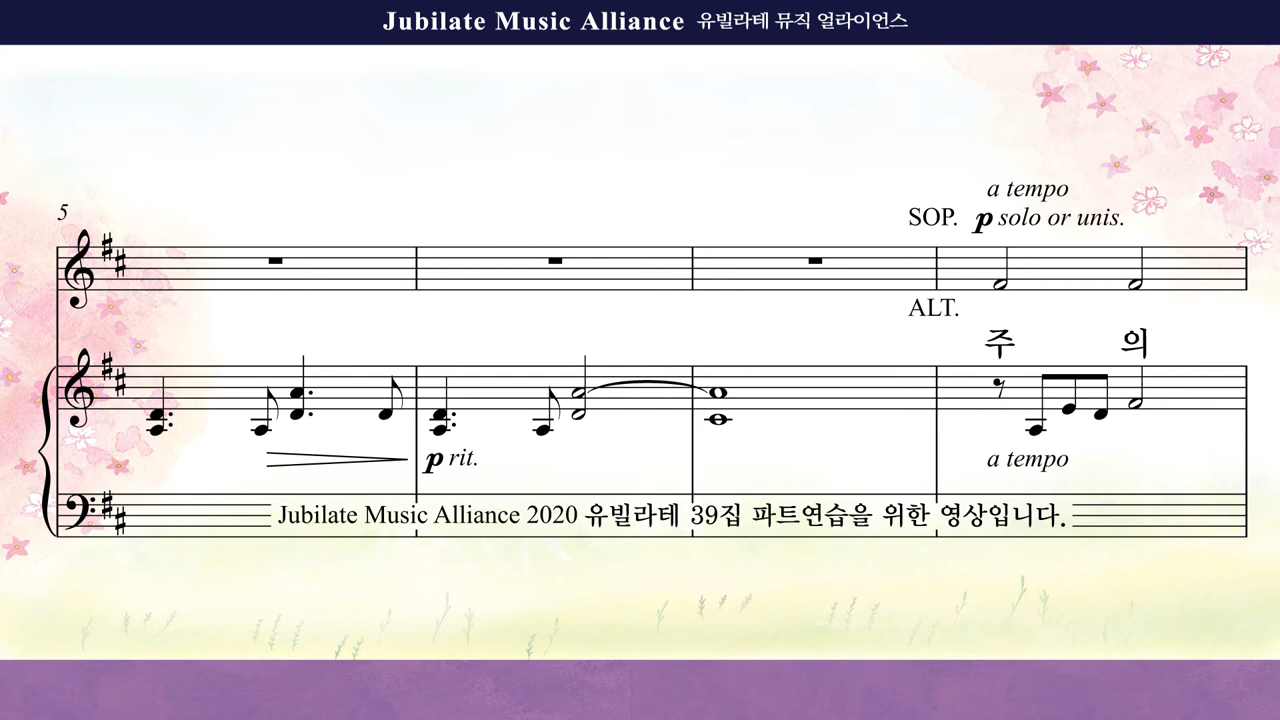 Jubilate Music Alliance 유빌라테 뮤직 얼라이언스
a tempo
5
SOP. p solo or unis.
ALT.
주 의
p rit.
a tempo
Jubilate Music Alliance 2020 유빌라테 39집 파트연습을 위한 영상입니다.